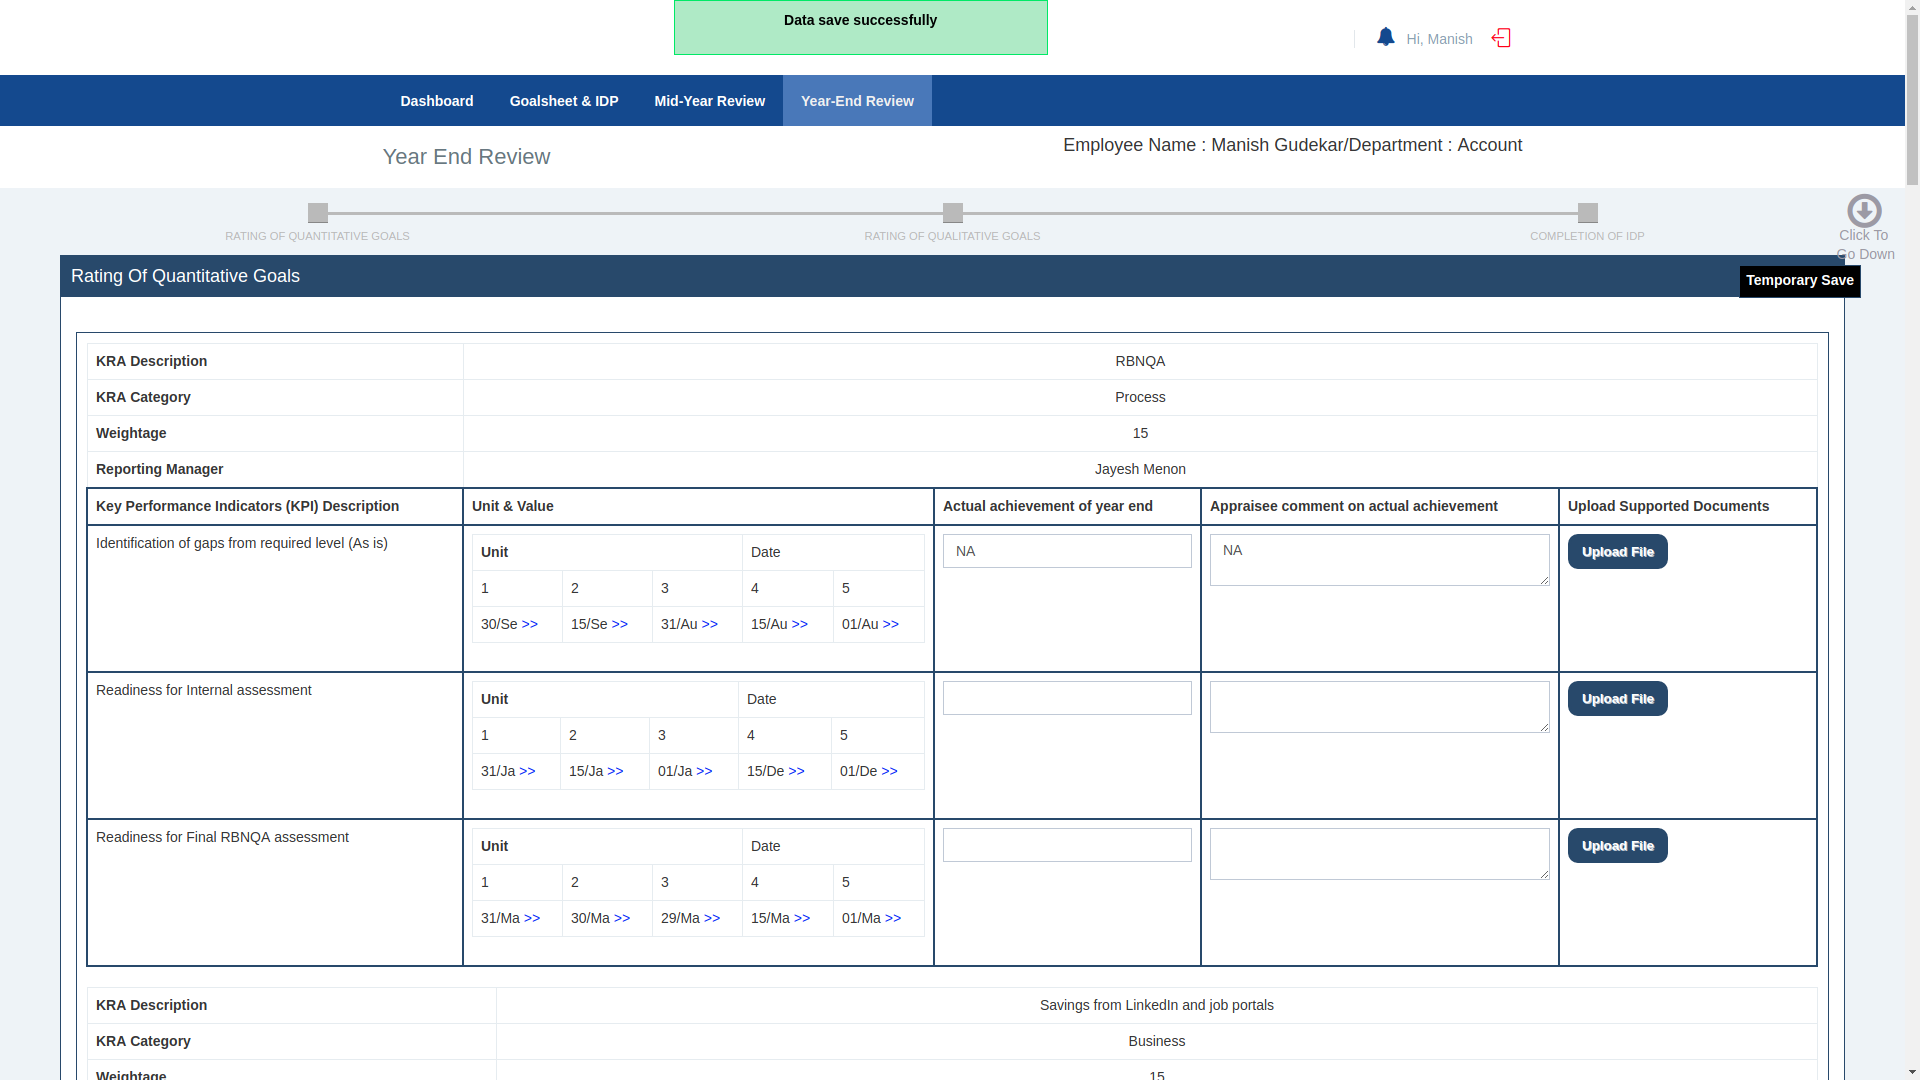 Data save successfully
Hi, Manish
Dashboard Goalsheet & IDP Mid-Year Review Year-End Review
Year End Review
Employee Name : Manish Gudekar/Department : Account
RATING OF QUANTITATIVE GOALS RATING OF QUALITATIVE GOALS COMPLETION OF IDP
Click To
Go Down
Rating Of Quantitative Goals
Temporary Save
KRA Description RBNQA
KRA Category Process
Weightage 15
Reporting Manager Jayesh Menon
Key Performance Indicators (KPI) Description Unit & Value Actual achievement of year end Appraisee comment on actual achievement Upload Supported Documents
Identification of gaps from required level (As is)
Unit Date
NA
NA
Upload File
1 2 3 4 5
30/Se >> 15/Se >> 31/Au >> 15/Au >> 01/Au >>
Readiness for Internal assessment
Unit Date
Upload File
1 2 3 4 5
31/Ja >> 15/Ja >> 01/Ja >> 15/De >> 01/De >>
Readiness for Final RBNQA assessment
Unit Date
Upload File
1 2 3 4 5
31/Ma >> 30/Ma >> 29/Ma >> 15/Ma >> 01/Ma >>
KRA Description Savings from LinkedIn and job portals
KRA Category Business
Weightage 15